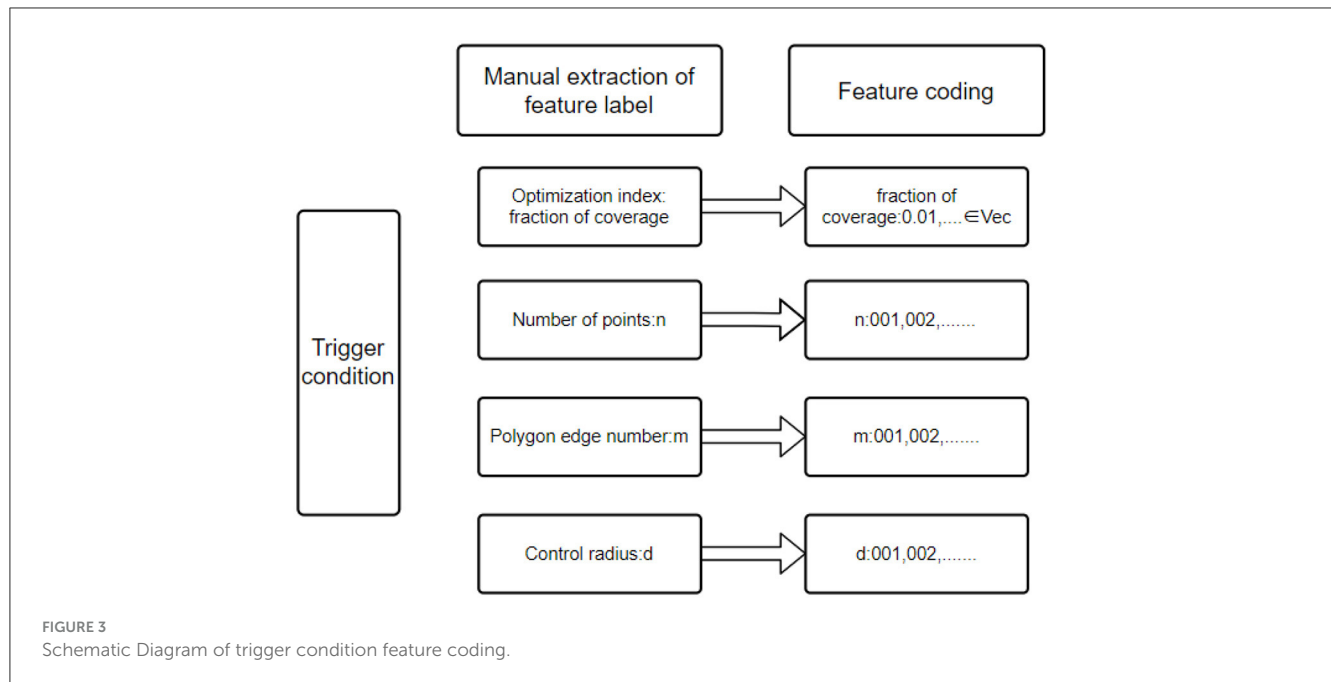 Manual extraction of
feature label
Feature coding
Trigger
condition
Optimization index:
fraction of coverage
fraction of
coverage:0.01,....∈Vec
Number of points:n
n:001,002,.......
Polygon edge number:m
m:001,002,.......
Control radius:d
d:001,002,.......
FIGURE 3
Schematic Diagram of trigger condition feature coding.